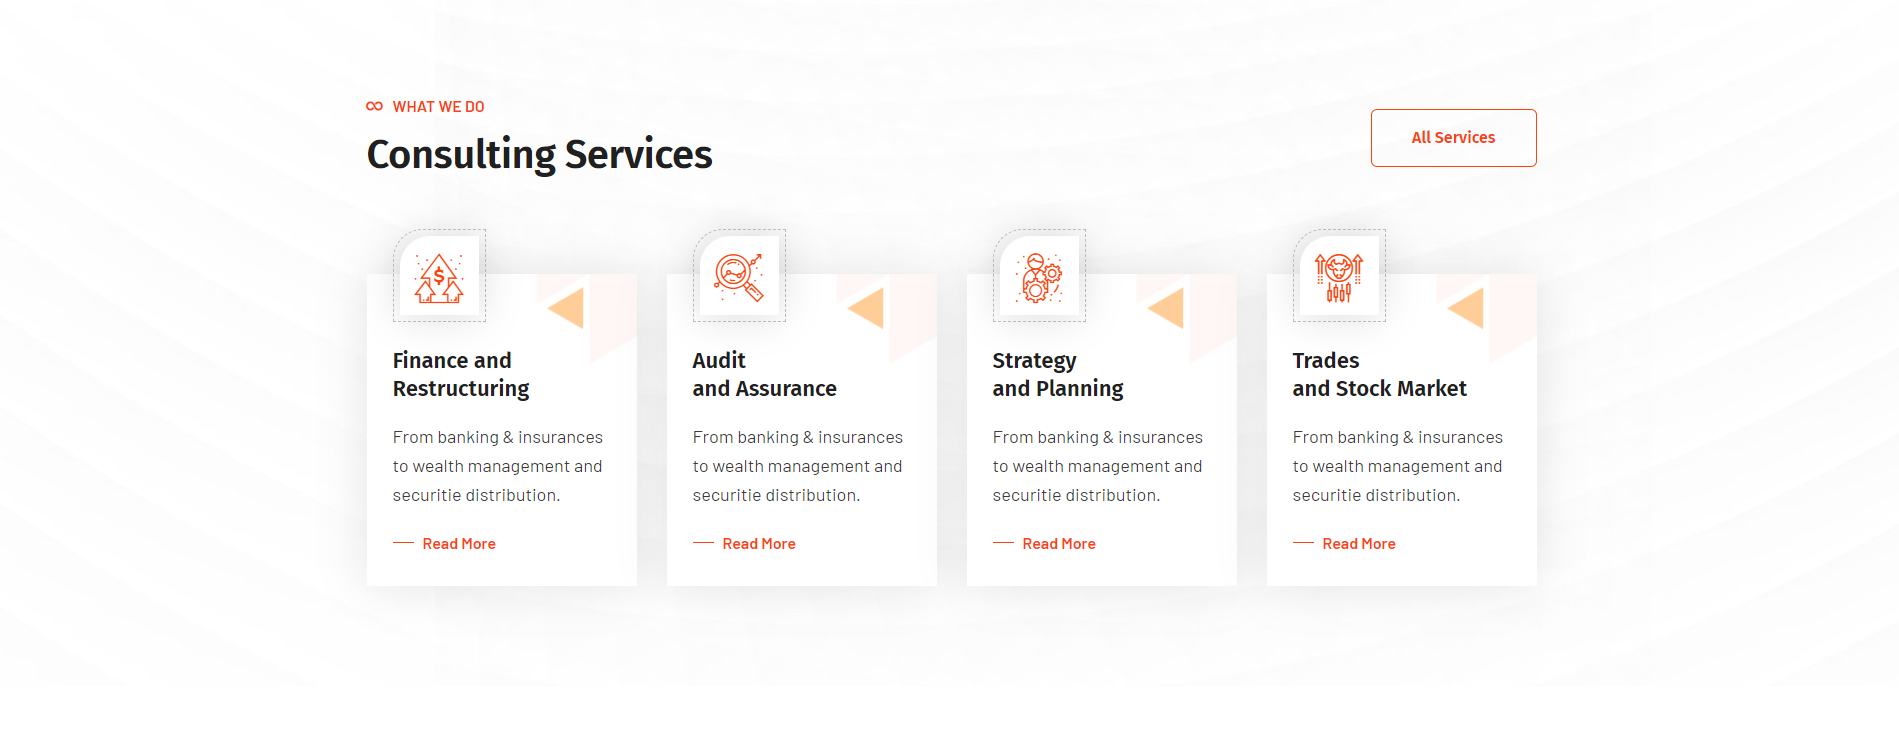 WHAT WE DO
Consulting Services
All Services
Finance and
Restructuring
From banking & insurances
to wealth management and
securitie distribution.
Read More
Audit
and Assurance
From banking & insurances
to wealth management and
securitie distribution.
Read More
Strategy
and Planning
From banking & insurances
to wealth management and
securitie distribution.
Read More
Trades
and Stock Market
From banking & insurances
to wealth management and
securitie distribution.
Read More